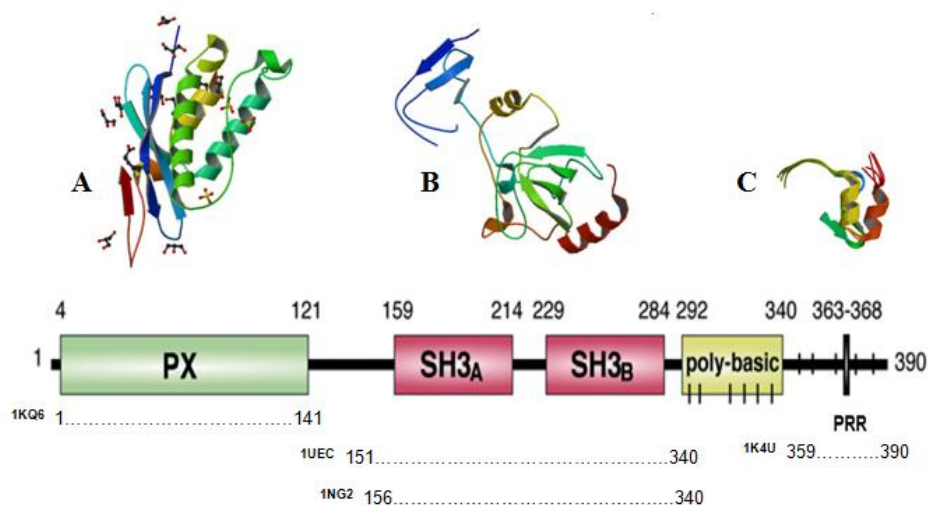 A B C
4 121 159 214 229 284 292 340 363-368
1 PX SH3A SH3B poly-basic 390
PRR
1KQ6 1......................................141
1UEC 151 ................................................340
1K4U 359..........390
1NG2 156 ................................................340